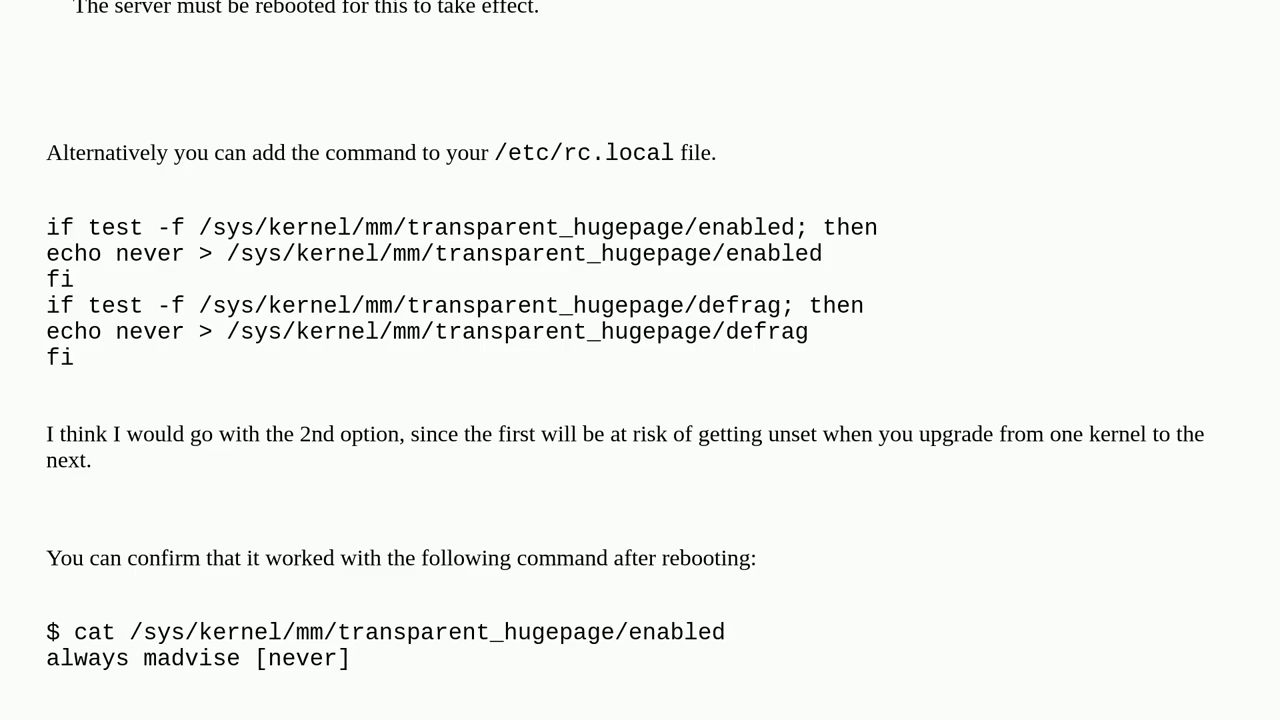 The server must be rebooted for this to take effect.
Alternatively you can add the command to your /etc/rc.local file.
if test -f /sys/kernel/mm/transparent_hugepage/enabled; then
echo never > /sys/kernel/mm/transparent_hugepage/enabled
fi
if test -f /sys/kernel/mm/transparent_hugepage/defrag; then
echo never > /sys/kernel/mm/transparent_hugepage/defrag
fi
I think I would go with the 2nd option, since the first will be at risk of getting unset when you upgrade from one kernel to the
next.
You can confirm that it worked with the following command after rebooting:
$ cat /sys/kernel/mm/transparent_hugepage/enabled
always madvise [never]